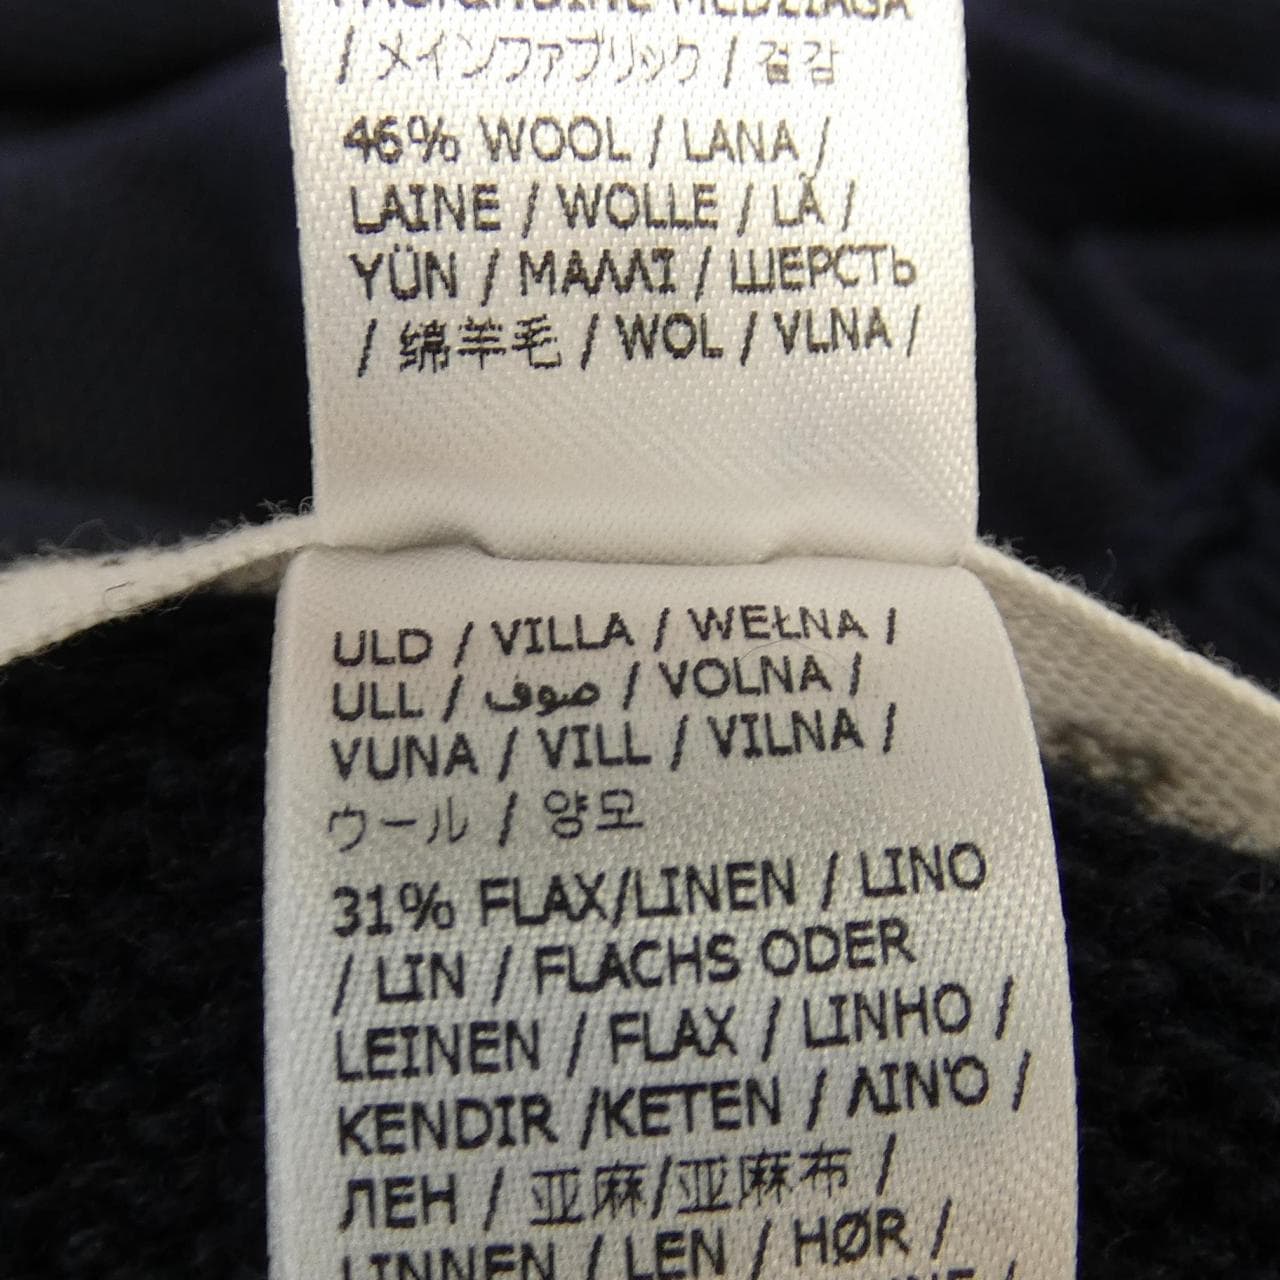 MEDŽIAGA
/ メインファブリック / 겉감
46% WOOL / LANA /
LAINE / WOLLE / LÃ /
YÜN / ΜΑΛΛΊ / ШЕРСТЬ
/ 绵羊毛 / WOL / VLNA /
ULD / VILLA / WEŁNA /
ULL / صوف / VOLNA /
VUNA / VILL / VILNA /
ウール / 양모
31% FLAX/LINEN / LINO
/ LIN / FLACHS ODER
LEINEN / FLAX / LINHO /
KENDIR /KETEN / ΛΙΝΌ /
ЛЕН / 亚麻/亚麻布 /
LINNEN / LEN / HØR /